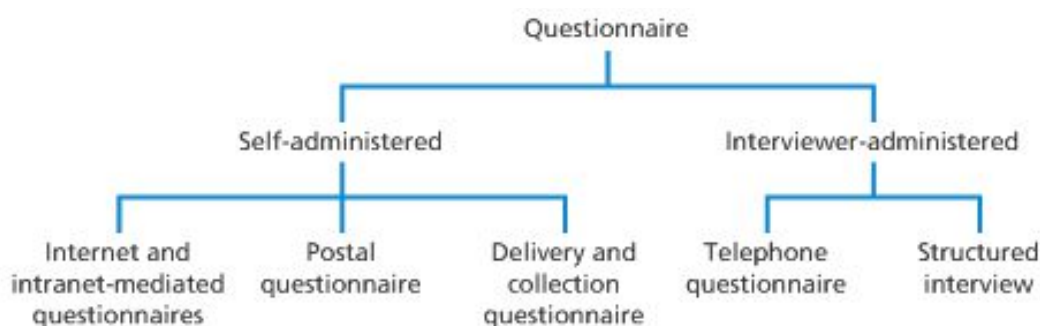 Questionnaire
Self-administered
Interviewer-administered
Internet and
intranet-mediated
questionnaires
Postal
questionnaire
Delivery and
collection
questionnaire
Telephone
questionnaire
Structured
interview